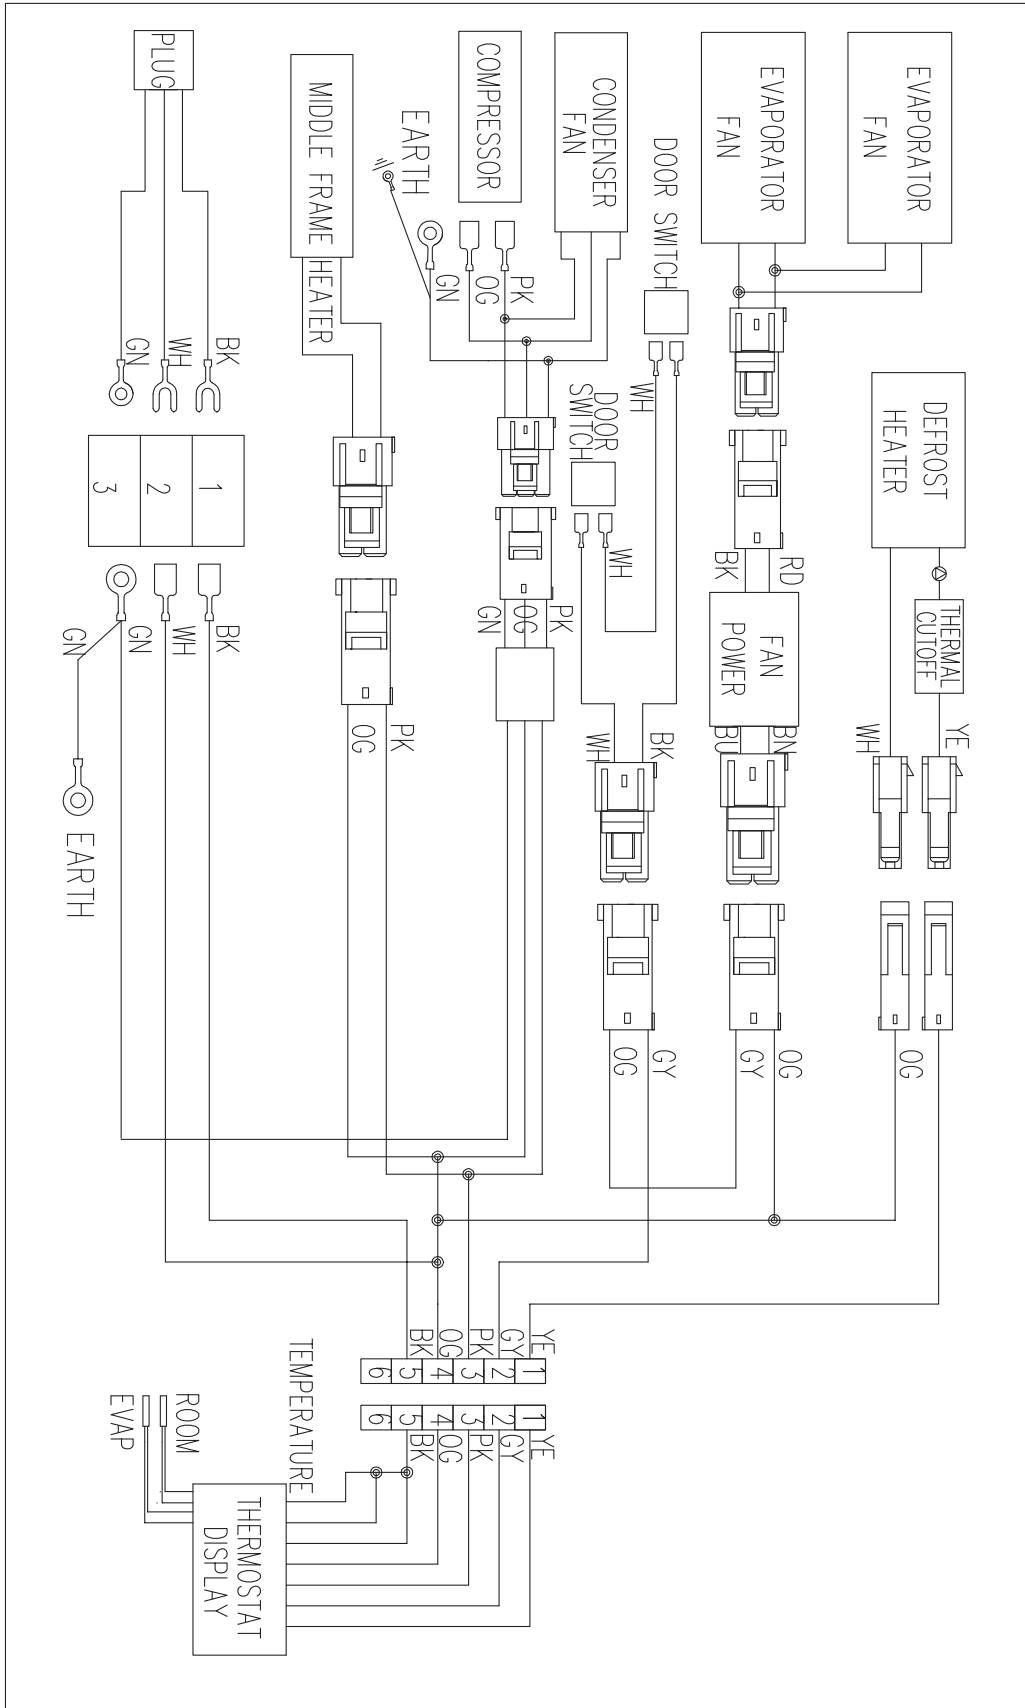 PLUG
MIDDLE FRAME HEATER
EARTH
COMPRESSOR
CONDENSER
FAN
DOOR SWITCH
EVAPORATOR
FAN
EVAPORATOR
FAN
GN
WH
BK
GN
OG
PK
WH
DOOR
SWITCH
WH
DEFROST
HEATER
1
2
3
GN
GN
WH
BK
EARTH
OG
PK
GN
OG
PK
WH
BK
BK
RD
FAN
POWER
BU
BN
THERMAL
CUTOFF
WH
YE
OG
GY
GY
OG
OG
BK
OG
PK
GY
YE
6
5
4
3
2
1
6
5
4
3
2
1
BK
OG
PK
GY
YE
TEMPERATURE
ROOM
EVAP
THERMOSTAT
DISPLAY